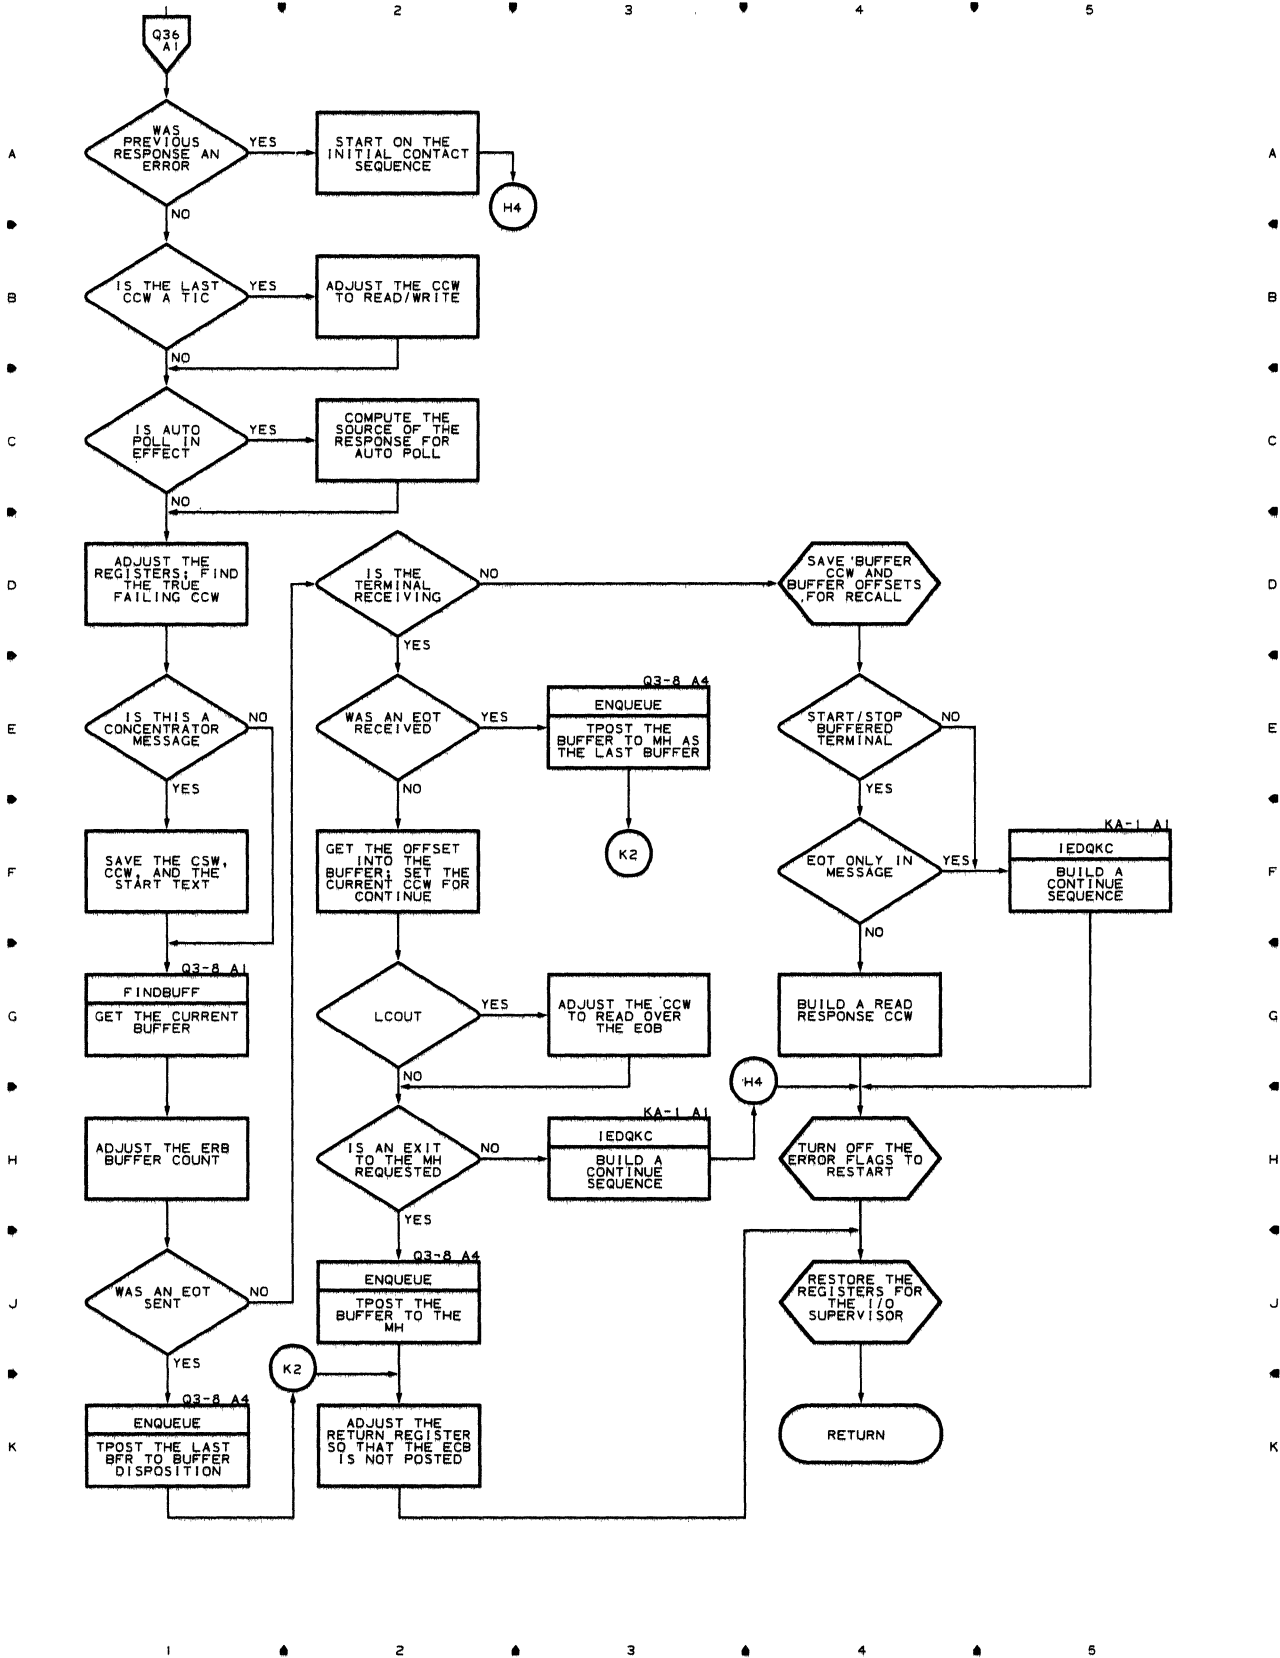 1 2 3 4 5
Q36
A1
A
WAS
PREVIOUS
RESPONSE AN
ERROR
YES
NO
START ON THE
INITIAL CONTACT
SEQUENCE
H4
A
B
IS THE LAST
CCW A TIC
YES
NO
ADJUST THE CCW
TO READ/WRITE
B
C
IS AUTO
POLL IN
EFFECT
YES
NO
COMPUTE THE
SOURCE OF THE
RESPONSE FOR
AUTO POLL
C
D
ADJUST THE
REGISTERS; FIND
THE TRUE
FAILING CCW
IS THE
TERMINAL
RECEIVING
NO
YES
SAVE BUFFER
CCW AND
BUFFER OFFSETS
FOR RECALL
D
E
IS THIS A
CONCENTRATOR
MESSAGE
NO
YES
WAS AN EOT
RECEIVED
YES
NO
Q3-8 A4
ENQUEUE
TPOST THE
BUFFER TO MH AS
THE LAST BUFFER
START/STOP
BUFFERED
TERMINAL
NO
YES
E
F
SAVE THE CSW,
CCW, AND THE
START TEXT
GET THE OFFSET
INTO THE
BUFFER; SET THE
CURRENT CCW FOR
CONTINUE
K2
EOT ONLY IN
MESSAGE
YES
NO
KA-1 A1
IEDQKC
BUILD A
CONTINUE
SEQUENCE
F
G
Q3-8 A1
FINDBUFF
GET THE CURRENT
BUFFER
LCOUT
YES
NO
ADJUST THE CCW
TO READ OVER
THE EOB
BUILD A READ
RESPONSE CCW
G
H4
H
ADJUST THE ERB
BUFFER COUNT
IS AN EXIT
TO THE MH
REQUESTED
NO
YES
KA-1 A1
IEDQKC
BUILD A
CONTINUE
SEQUENCE
TURN OFF THE
ERROR FLAGS TO
RESTART
H
J
WAS AN EOT
SENT
NO
YES
Q3-8 A4
ENQUEUE
TPOST THE
BUFFER TO THE
MH
RESTORE THE
REGISTERS FOR
THE I/O
SUPERVISOR
J
K2
K
Q3-8 A4
ENQUEUE
TPOST THE LAST
BFR TO BUFFER
DISPOSITION
ADJUST THE
RETURN REGISTER
SO THAT THE ECB
IS NOT POSTED
RETURN
K
1 2 3 4 5